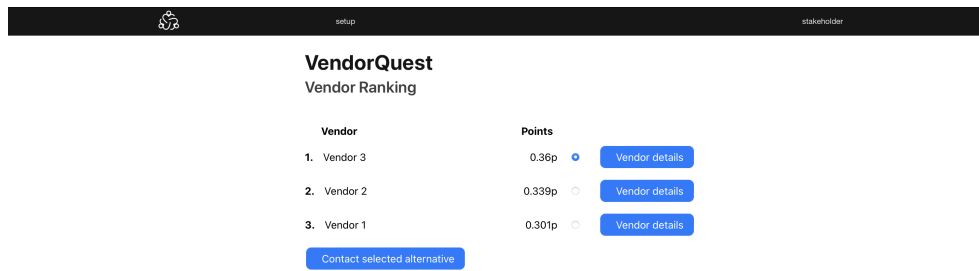 setup stakeholder
VendorQuest
Vendor Ranking
Vendor Points
1. Vendor 3 0.36p Vendor details
2. Vendor 2 0.339p Vendor details
3. Vendor 1 0.301p Vendor details
Contact selected alternative